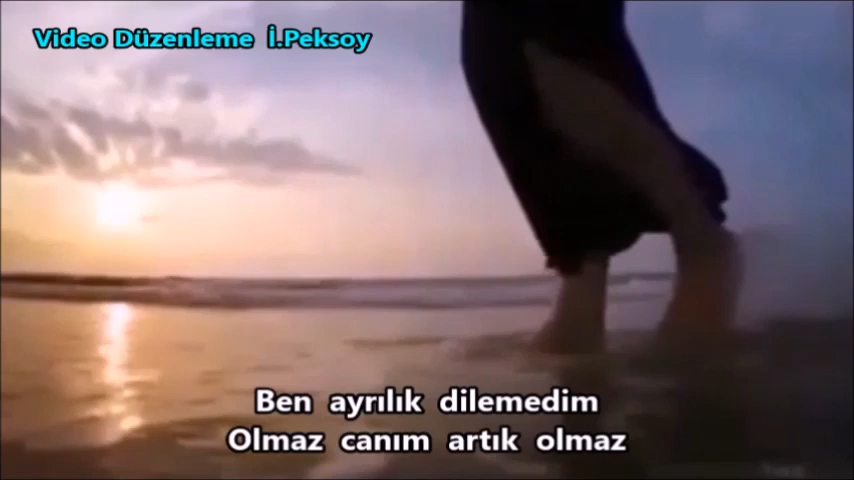 Video Düzenleme İ.Peksoy
Ben ayrılık dilemedim
Olmaz canım artık olmaz